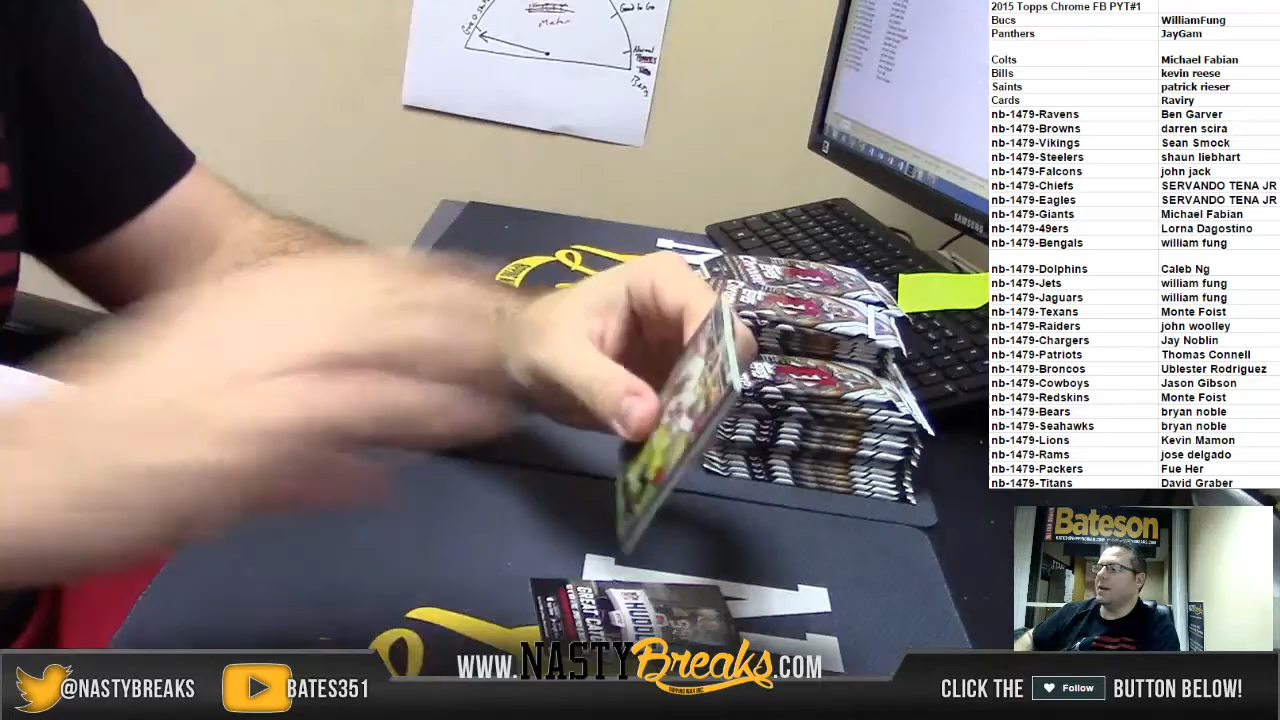 2015 Topps Chrome FB PYT#1
Bucs WilliamFung
Panthers JayGam
Colts Michael Fabian
Bills kevin reese
Saints patrick rieser
Cards Raviry
nb-1479-Ravens Ben Garver
nb-1479-Browns darren scira
nb-1479-Vikings Sean Smock
nb-1479-Steelers shaun liebhart
nb-1479-Falcons john jack
nb-1479-Chiefs SERVANDO TENA JR
nb-1479-Eagles SERVANDO TENA JR
nb-1479-Giants Michael Fabian
nb-1479-49ers Lorna Dagostino
nb-1479-Bengals william fung
nb-1479-Dolphins Caleb Ng
nb-1479-Jets william fung
nb-1479-Jaguars william fung
nb-1479-Texans Monte Foist
nb-1479-Raiders john woolley
nb-1479-Chargers Jay Noblin
nb-1479-Patriots Thomas Connell
nb-1479-Broncos Ublester Rodriguez
nb-1479-Cowboys Jason Gibson
nb-1479-Redskins Monte Foist
nb-1479-Bears bryan noble
nb-1479-Seahawks bryan noble
nb-1479-Lions Kevin Mamon
nb-1479-Rams jose delgado
nb-1479-Packers Fue Her
nb-1479-Titans David Graber
Good to Go
Meter
Normal
SAMSUNG
Bateson
GREAT
HUDDLE
@NASTYBREAKS
BATES351
WWW.NASTYBreaks.COM
CLICK THE Follow BUTTON BELOW!